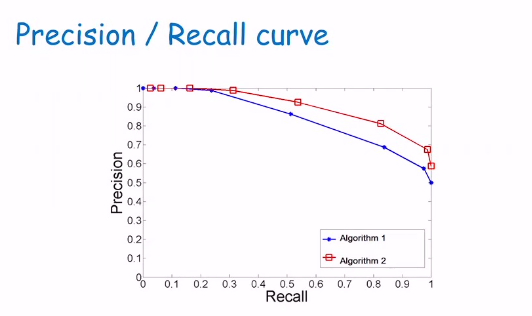 Precision / Recall curve
1
0.9
0.8
0.7
0.6
0.5
0.4
0.3
0.2
0.1
0
Precision
Algorithm 1
Algorithm 2
0 0.1 0.2 0.3 0.4 0.5 0.6 0.7 0.8 0.9 1
Recall